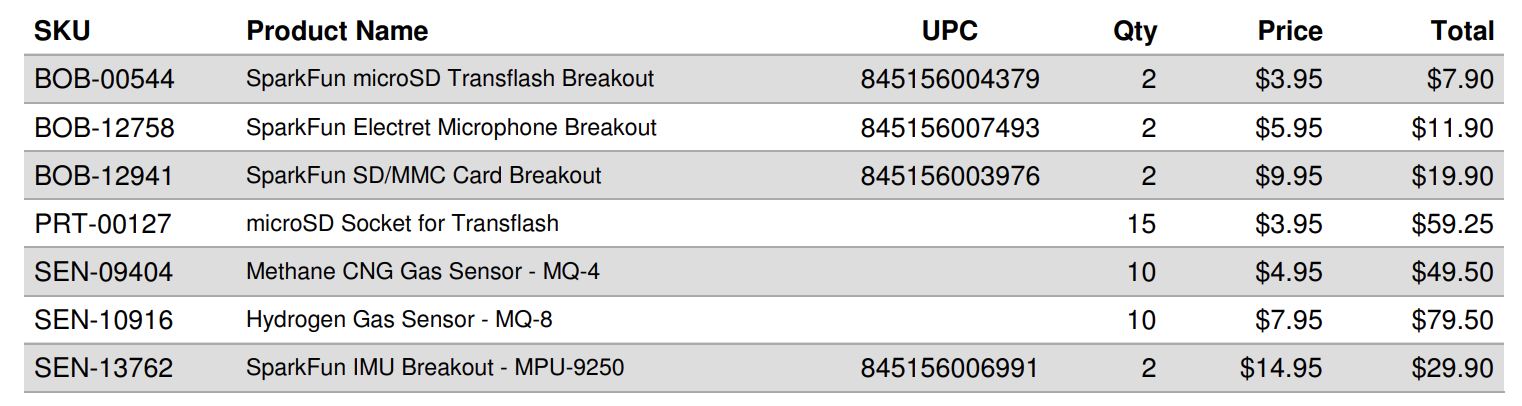 SKU Product Name UPC Qty Price Total
BOB-00544 SparkFun microSD Transflash Breakout 845156004379 2 $3.95 $7.90
BOB-12758 SparkFun Electret Microphone Breakout 845156007493 2 $5.95 $11.90
BOB-12941 SparkFun SD/MMC Card Breakout 845156003976 2 $9.95 $19.90
PRT-00127 microSD Socket for Transflash 15 $3.95 $59.25
SEN-09404 Methane CNG Gas Sensor - MQ-4 10 $4.95 $49.50
SEN-10916 Hydrogen Gas Sensor - MQ-8 10 $7.95 $79.50
SEN-13762 SparkFun IMU Breakout - MPU-9250 845156006991 2 $14.95 $29.90